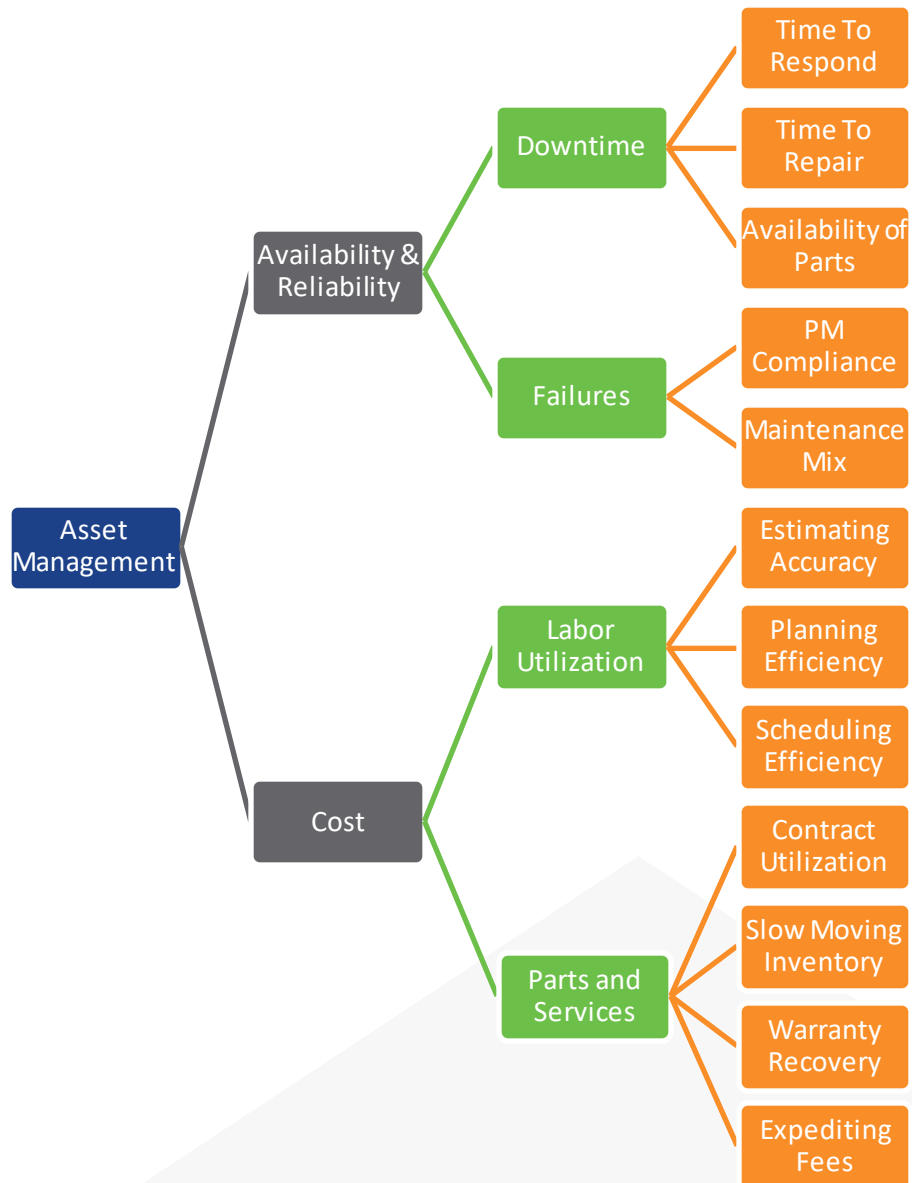 Time To
Respond
Downtime
Time To
Repair
Availability of
Parts
Availability &
Reliability
PM
Compliance
Failures
Maintenance
Mix
Asset
Management
Estimating
Accuracy
Labor
Utilization
Planning
Efficiency
Scheduling
Efficiency
Cost
Contract
Utilization
Slow Moving
Inventory
Parts and
Services
Warranty
Recovery
Expediting
Fees